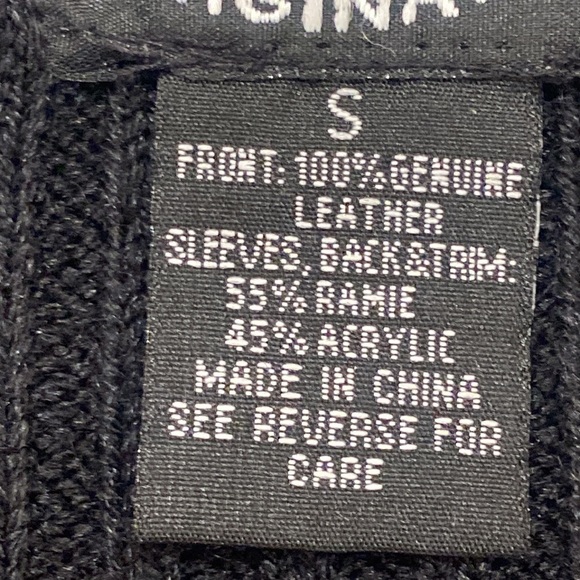 S
FRONT: 100% GENUINE
LEATHER
SLEEVES, BACK & TRIM:
55% RAMIE
45% ACRYLIC
MADE IN CHINA
SEE REVERSE FOR
CARE